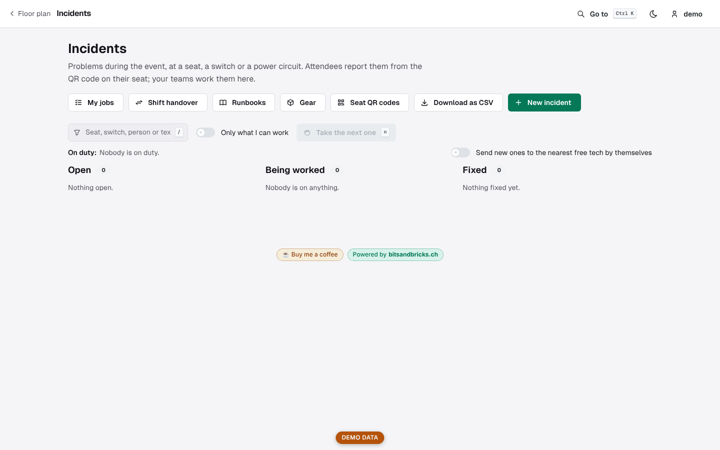 Floor plan Incidents
Go to Ctrl K demo
Incidents
Problems during the event, at a seat, a switch or a power circuit. Attendees report them from the
QR code on their seat; your teams work them here.
My jobs Shift handover Runbooks Gear Seat QR codes Download as CSV New incident
Seat, switch, person or tex / Only what I can work Take the next one
On duty: Nobody is on duty. Send new ones to the nearest free tech by themselves
Open 0 Being worked 0 Fixed 0
Nothing open. Nobody is on anything. Nothing fixed yet.
Buy me a coffee Powered by bitsandbricks.ch
DEMO DATA